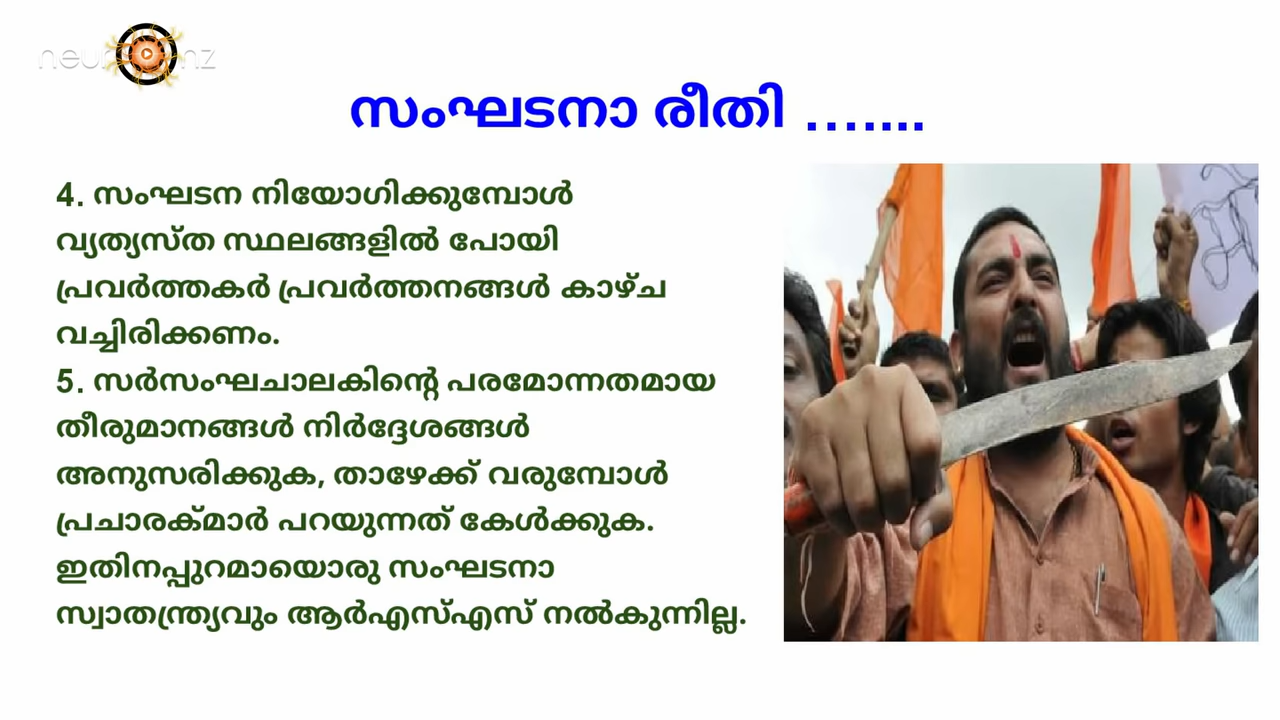 neur nz
സംഘടനാ രീതി .......
4. സംഘടന നിയോഗിക്കുമ്പോൾ
വ്യത്യസ്ത സ്ഥലങ്ങളിൽ പോയി
പ്രവർത്തകർ പ്രവർത്തനങ്ങൾ കാഴ്ച
വച്ചിരിക്കണം.
5. സർസംഘചാലകിന്റെ പരമോന്നതമായ
തീരുമാനങ്ങൾ നിർദ്ദേശങ്ങൾ
അനുസരിക്കുക, താഴേക്ക് വരുമ്പോൾ
പ്രചാരക്മാർ പറയുന്നത് കേൾക്കുക.
ഇതിനപ്പുറമായൊരു സംഘടനാ
സ്വാതന്ത്ര്യവും ആർഎസ്എസ് നൽകുന്നില്ല.